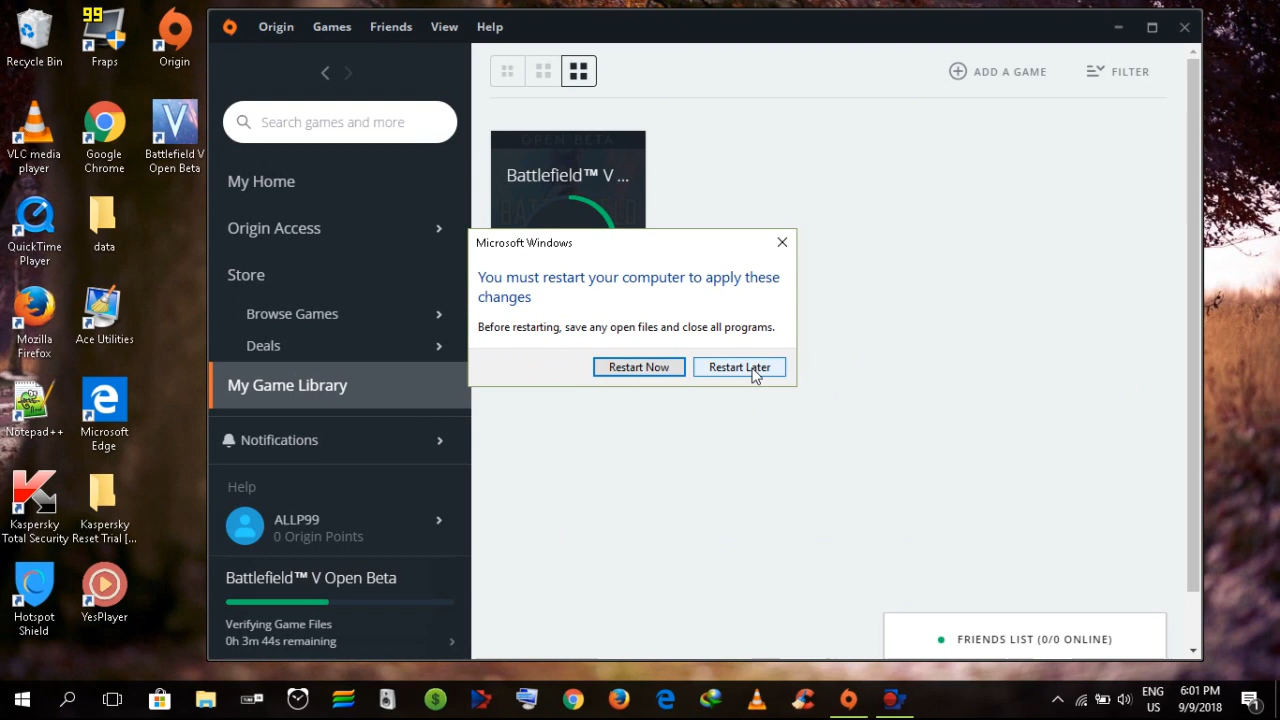 99
Recycle Bin
Fraps
Origin
VLC media
player
Google
Chrome
Battlefield V
Open Beta
QuickTime
Player
data
Mozilla
Firefox
Ace Utilities
Notepad++
Microsoft
Edge
Kaspersky
Total Security
Kaspersky
Reset Trial [...
Hotspot
Shield
YesPlayer
Origin Games Friends View Help
Search games and more
My Home
Origin Access
Store
Browse Games
Deals
My Game Library
Notifications
Help
ALLP99
0 Origin Points
Battlefield™ V Open Beta
Verifying Game Files
0h 3m 44s remaining
ADD A GAME
FILTER
OPEN BETA
Battlefield™ V ...
Microsoft Windows
You must restart your computer to apply these
changes
Before restarting, save any open files and close all programs.
Restart Now
Restart Later
FRIENDS LIST (0/0 ONLINE)
ENG
US
6:01 PM
9/9/2018
1